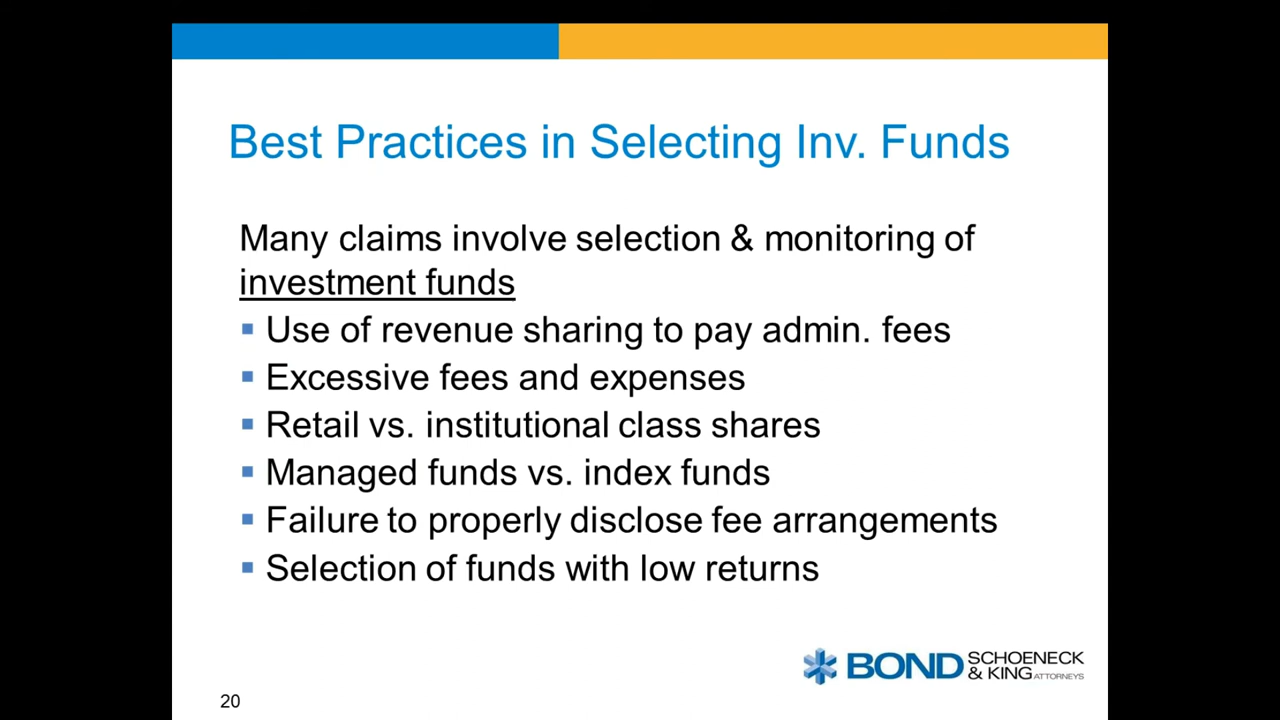 Best Practices in Selecting Inv. Funds
Many claims involve selection & monitoring of
investment funds
▪ Use of revenue sharing to pay admin. fees
▪ Excessive fees and expenses
▪ Retail vs. institutional class shares
▪ Managed funds vs. index funds
▪ Failure to properly disclose fee arrangements
▪ Selection of funds with low returns
BOND SCHOENECK
& KING ATTORNEYS
20